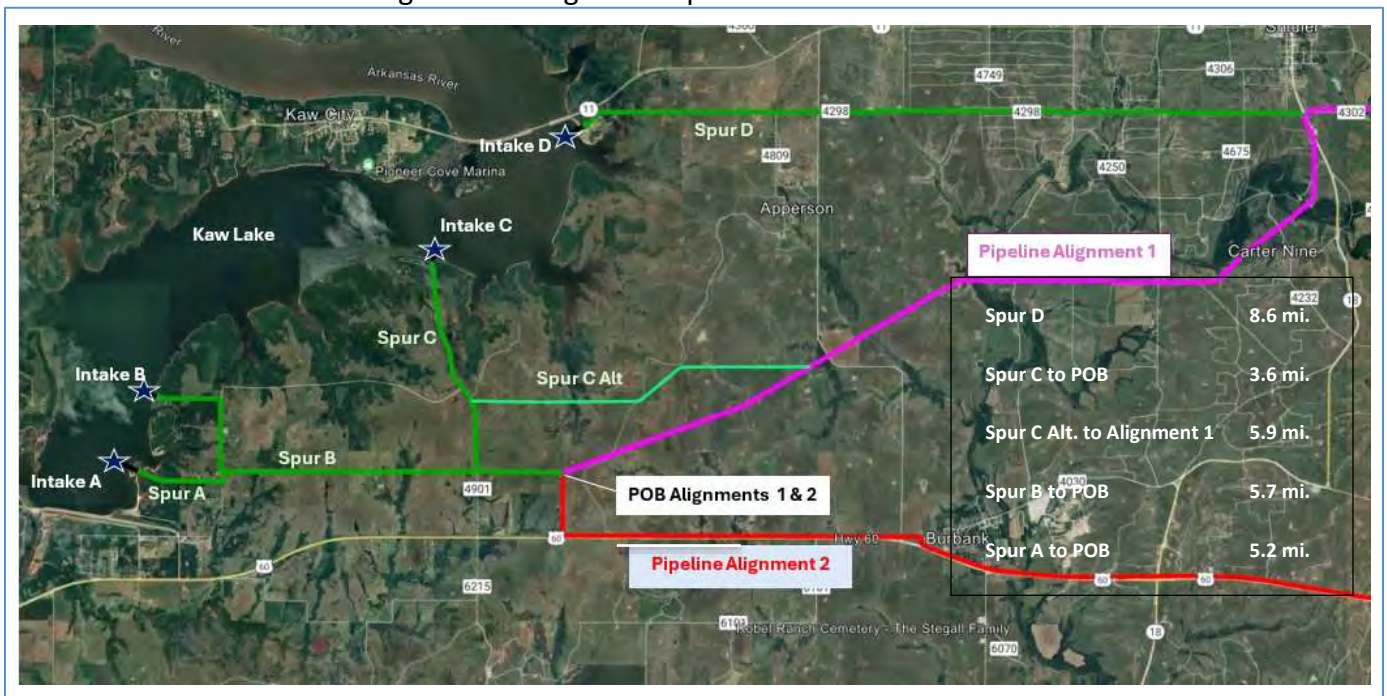 River
Arkansas River
11
11
4749
4306
Kaw City
11
Intake D
Spur D
4298
4298
4302
Pioneer Cove Marina
4809
4250
4675
Kaw Lake
Intake C
Apperson
Pipeline Alignment 1
Carter Nine
Spur C
Spur D 8.6 mi.
4232
18
Intake B
Spur C Alt
Spur C to POB 3.6 mi.
Spur C Alt. to Alignment 1 5.9 mi.
Intake A
Spur A
Spur B
4901
POB Alignments 1 & 2
4030
Spur B to POB 5.7 mi.
60
Hwy 60
Burbank
Spur A to POB 5.2 mi.
60
Pipeline Alignment 2
60
60
6215
Kobel Ranch Cemetery - The Stegall Family
18
6070